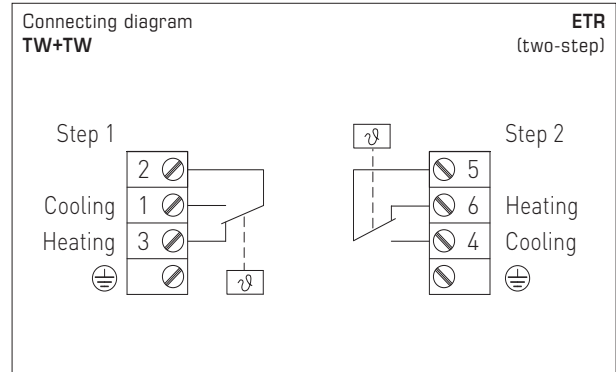 Connecting diagram
TW+TW
ETR
(two-step)
Step 1
2
Cooling 1
Heating 3
ϑ
ϑ
Step 2
5
6 Heating
4 Cooling